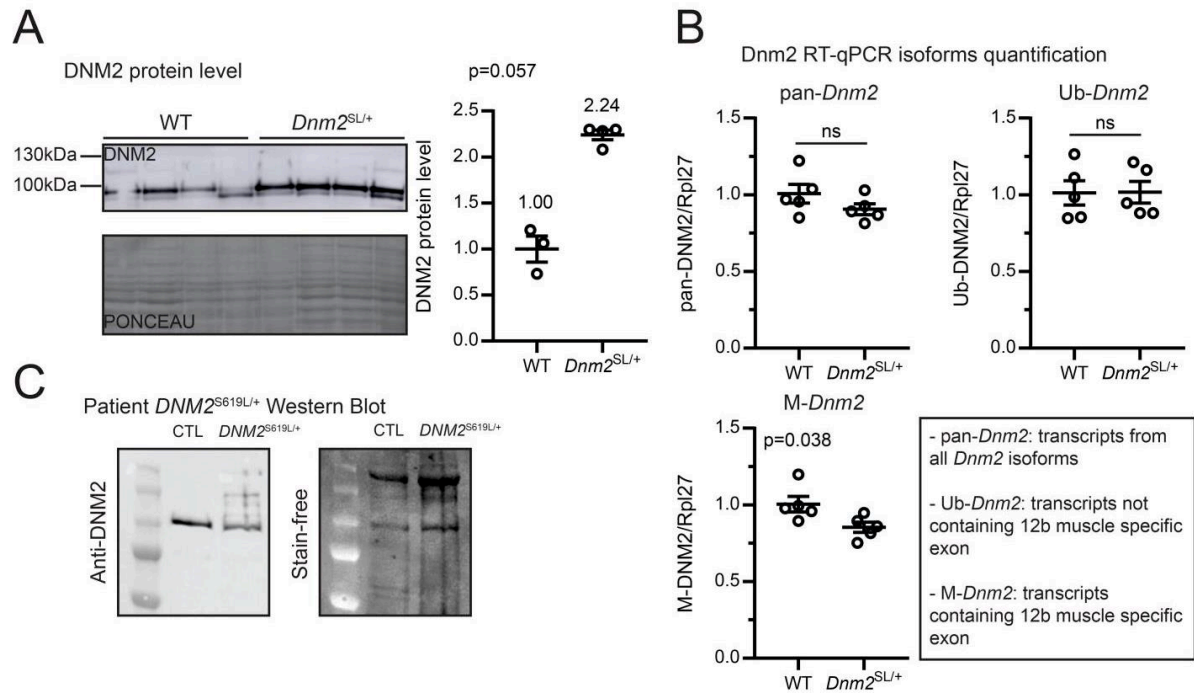 A
DNM2 protein level
WT
Dnm2SL/+
130kDa
100kDa
DNM2
PONCEAU
p=0.057
DNM2 protein level
2.5
2.0
1.5
1.0
0.5
0.0
2.24
1.00
WT
Dnm2SL/+
B
Dnm2 RT-qPCR isoforms quantification
pan-Dnm2
pan-DNM2/Rpl27
1.5
1.0
0.5
0.0
ns
WT
Dnm2SL/+
Ub-Dnm2
Ub-DNM2/Rpl27
1.5
1.0
0.5
0.0
ns
WT
Dnm2SL/+
M-Dnm2
M-DNM2/Rpl27
1.5
1.0
0.5
0.0
p=0.038
WT
Dnm2SL/+
- pan-Dnm2: transcripts from
all Dnm2 isoforms
- Ub-Dnm2: transcripts not
containing 12b muscle specific
exon
- M-Dnm2: transcripts
containing 12b muscle specific
exon
C
Patient DNM2S619L/+ Western Blot
CTL
DNM2S619L/+
Anti-DNM2
CTL
DNM2S619L/+
Stain-free